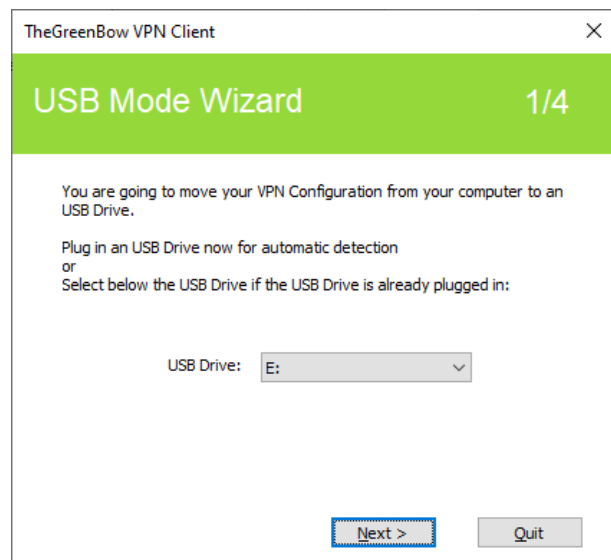 TheGreenBow VPN Client
USB Mode Wizard 1/4
You are going to move your VPN Configuration from your computer to an
USB Drive.
Plug in an USB Drive now for automatic detection
or
Select below the USB Drive if the USB Drive is already plugged in:
USB Drive: E:
Next > Quit